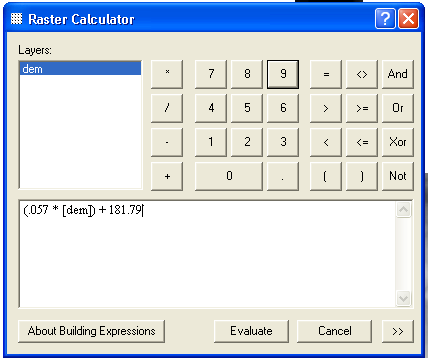 Raster Calculator
Layers:
dem
* 7 8 9 = <> And
/ 4 5 6 > >= Or
- 1 2 3 < <= Xor
+ 0 . ( ) Not
(.057 * [dem]) + 181.79
About Building Expressions Evaluate Cancel >>